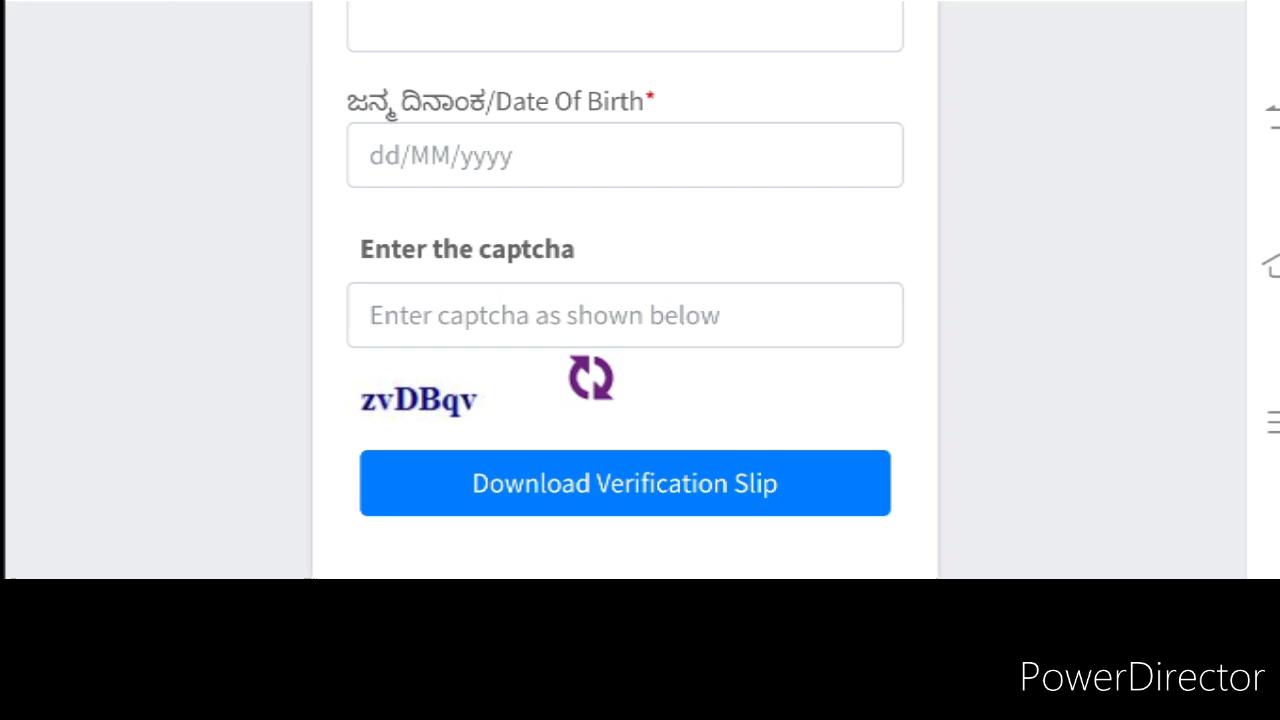 ಜನ್ಮ ದಿನಾಂಕ/Date Of Birth*
dd/MM/yyyy
Enter the captcha
Enter captcha as shown below
zvDBqv
Download Verification Slip
PowerDirector